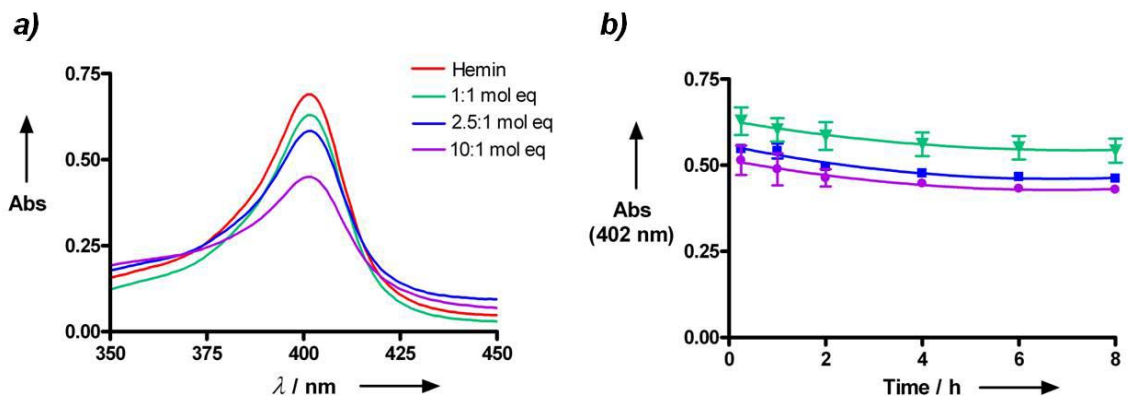 a)
0.75
0.50
0.25
0.00
Abs
350
375
400
425
450
λ / nm
Hemin
1:1 mol eq
2.5:1 mol eq
10:1 mol eq
b)
0.75
0.50
0.25
0.00
Abs
(402 nm)
0
2
4
6
8
Time / h